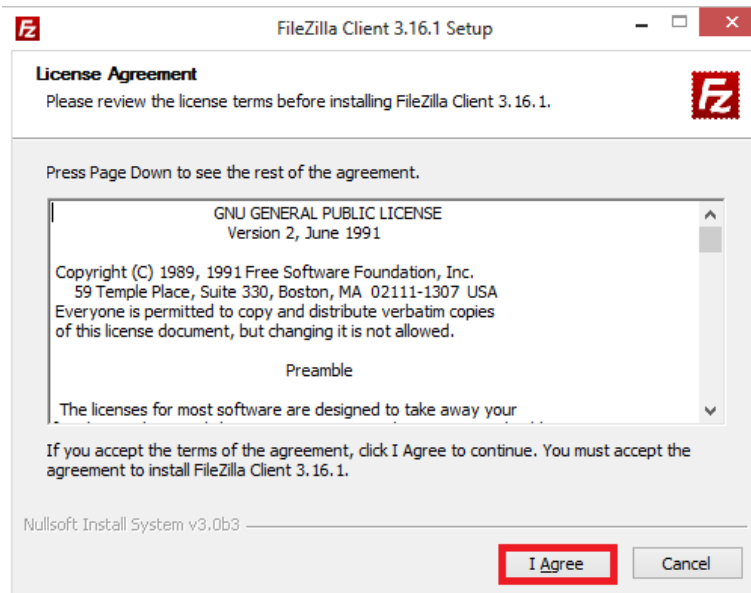 FileZilla Client 3.16.1 Setup
License Agreement
Please review the license terms before installing FileZilla Client 3.16.1.
Press Page Down to see the rest of the agreement.
GNU GENERAL PUBLIC LICENSE
Version 2, June 1991
Copyright (C) 1989, 1991 Free Software Foundation, Inc.
59 Temple Place, Suite 330, Boston, MA 02111-1307 USA
Everyone is permitted to copy and distribute verbatim copies
of this license document, but changing it is not allowed.
Preamble
The licenses for most software are designed to take away your
If you accept the terms of the agreement, click I Agree to continue. You must accept the
agreement to install FileZilla Client 3.16.1.
Nullsoft Install System v3.0b3
I Agree
Cancel